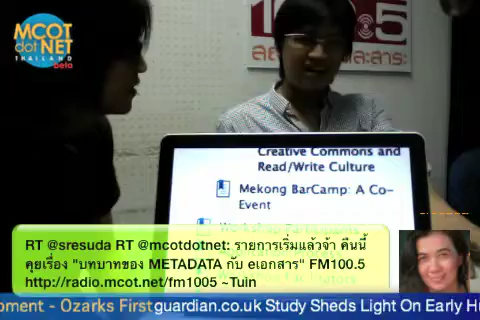 MCOT
dot NET
THAILAND
beta
.5
และสาระ
Creative Commons and
Read/Write Culture
Mekong BarCamp: A Co-
Event
RT @sresuda RT @mcotdotnet: รายการเริ่มแล้วจ้า คืนนี้
คุยเรื่อง "บทบาทของ METADATA กับ eเอกสาร" FM100.5
http://radio.mcot.net/fm1005 ~Tuin
opment - Ozarks First guardian.co.uk Study Sheds Light On Early Hu